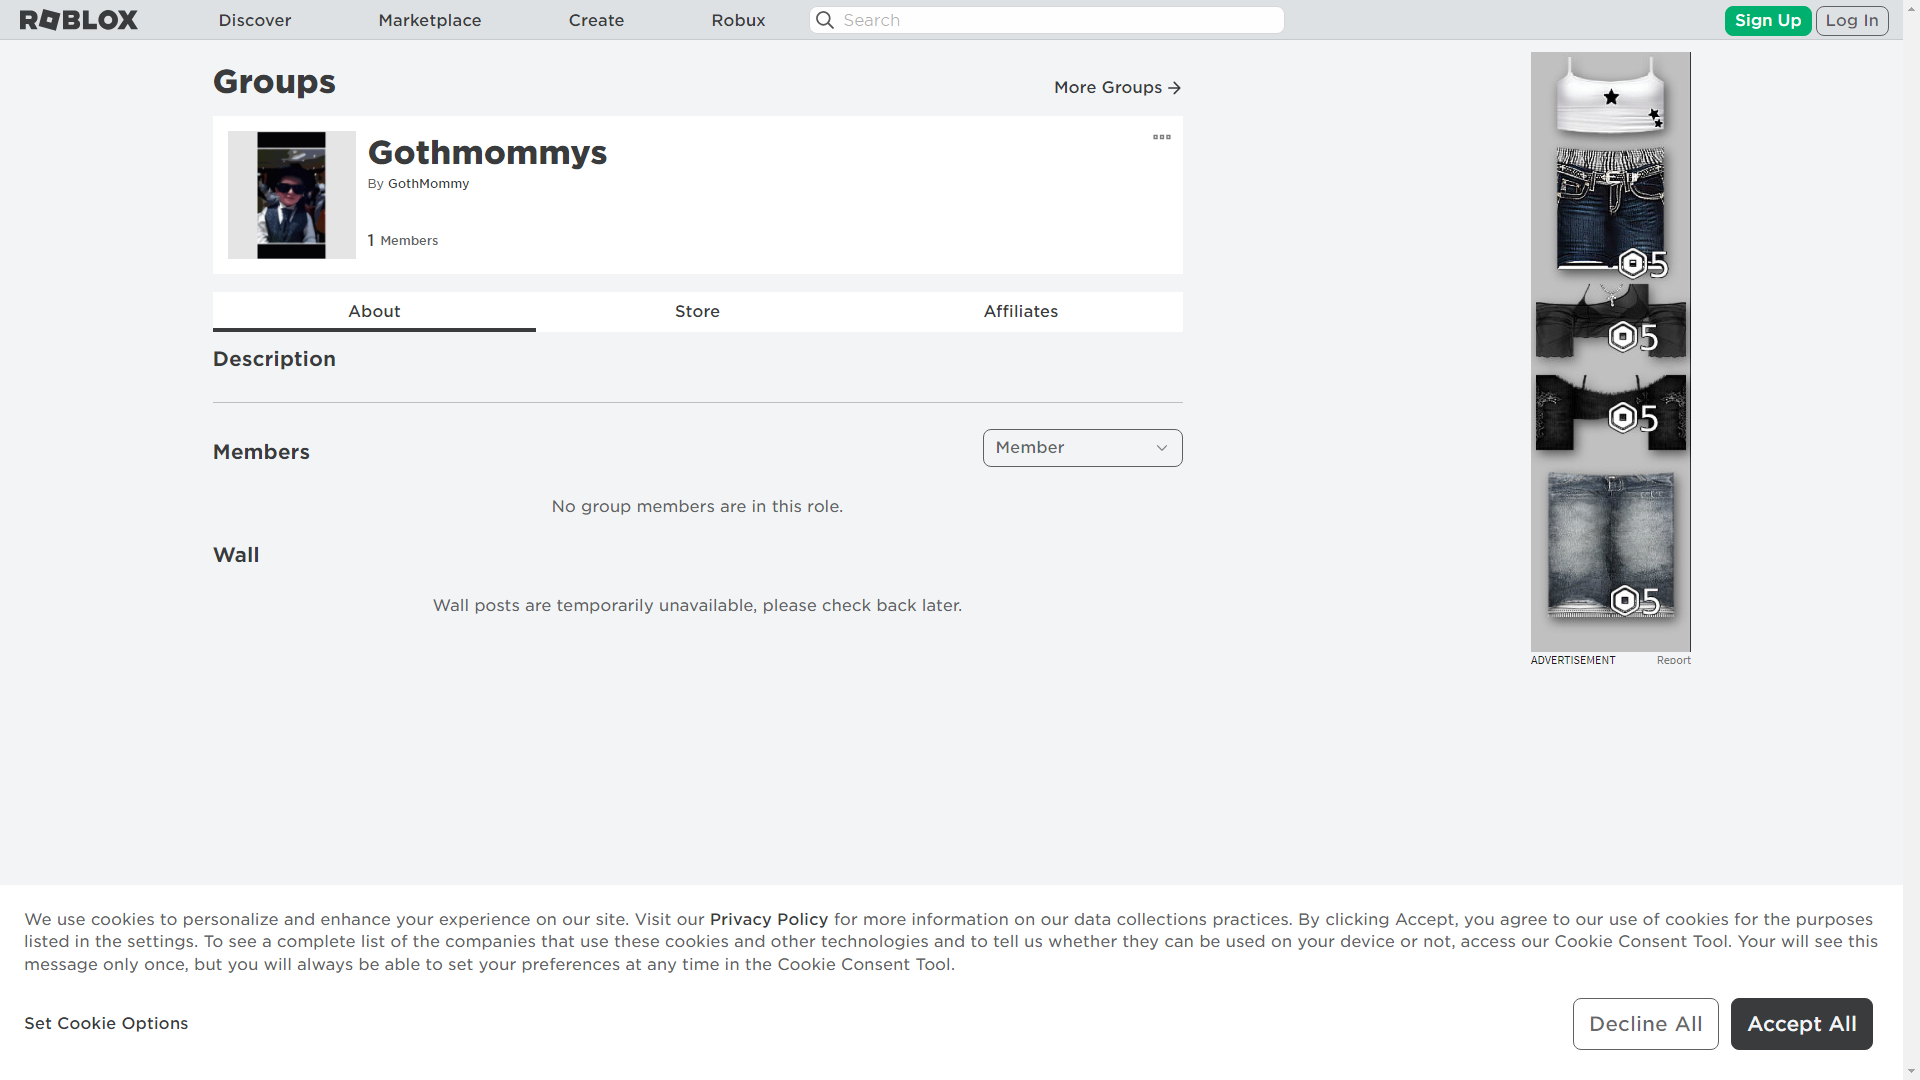 ROBLOX
Discover
Marketplace
Create
Robux
Search
Sign Up
Log In
Groups
More Groups →
Gothmommys
By GothMommy
1 Members
About
Store
Affiliates
Description
Members
Member
No group members are in this role.
Wall
Wall posts are temporarily unavailable, please check back later.
5
5
5
5
ADVERTISEMENT
Report
We use cookies to personalize and enhance your experience on our site. Visit our Privacy Policy for more information on our data collections practices. By clicking Accept, you agree to our use of cookies for the purposes
listed in the settings. To see a complete list of the companies that use these cookies and other technologies and to tell us whether they can be used on your device or not, access our Cookie Consent Tool. Your will see this
message only once, but you will always be able to set your preferences at any time in the Cookie Consent Tool.
Set Cookie Options
Decline All
Accept All